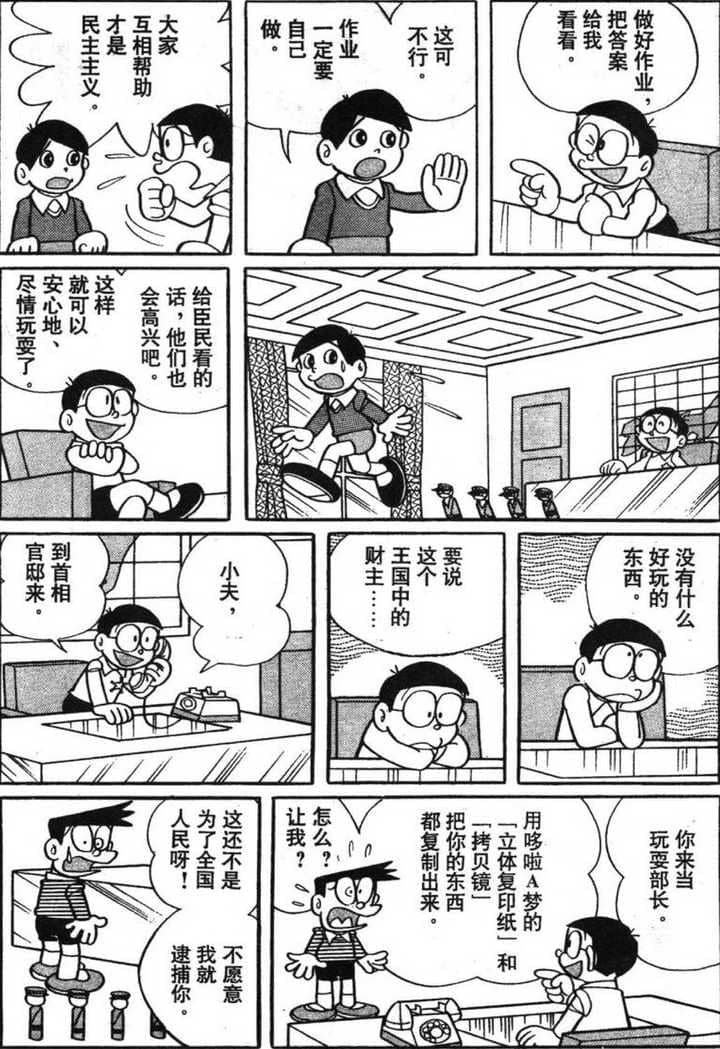 做好作业,
把答案
给我
看看。
这可
不行。
作业
一定要
自己
做。
大家
互相帮助
才是
民主主义。
给臣民看的
话,他们也
会高兴吧。
这样
就可以
安心地、
尽情玩耍了。
没有什么
好玩的
东西。
要说
这个
王国中的
财主……
小夫,
到首相
官邸来。
你来当
玩耍部长。
用哆啦A梦的
「立体复印纸」和
「拷贝镜」
把你的东西
都复制出来。
怎么?
让我?
这还不是
为了全国
人民呀!
不愿意
我就
逮捕你。